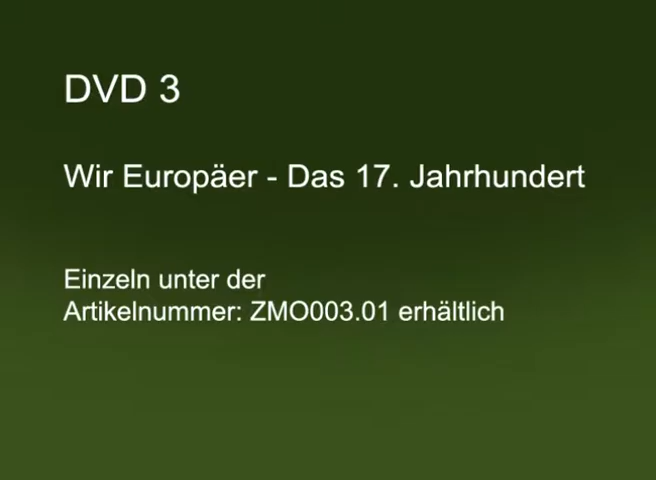 DVD 3
Wir Europäer - Das 17. Jahrhundert
Einzeln unter der
Artikelnummer: ZMO003.01 erhältlich